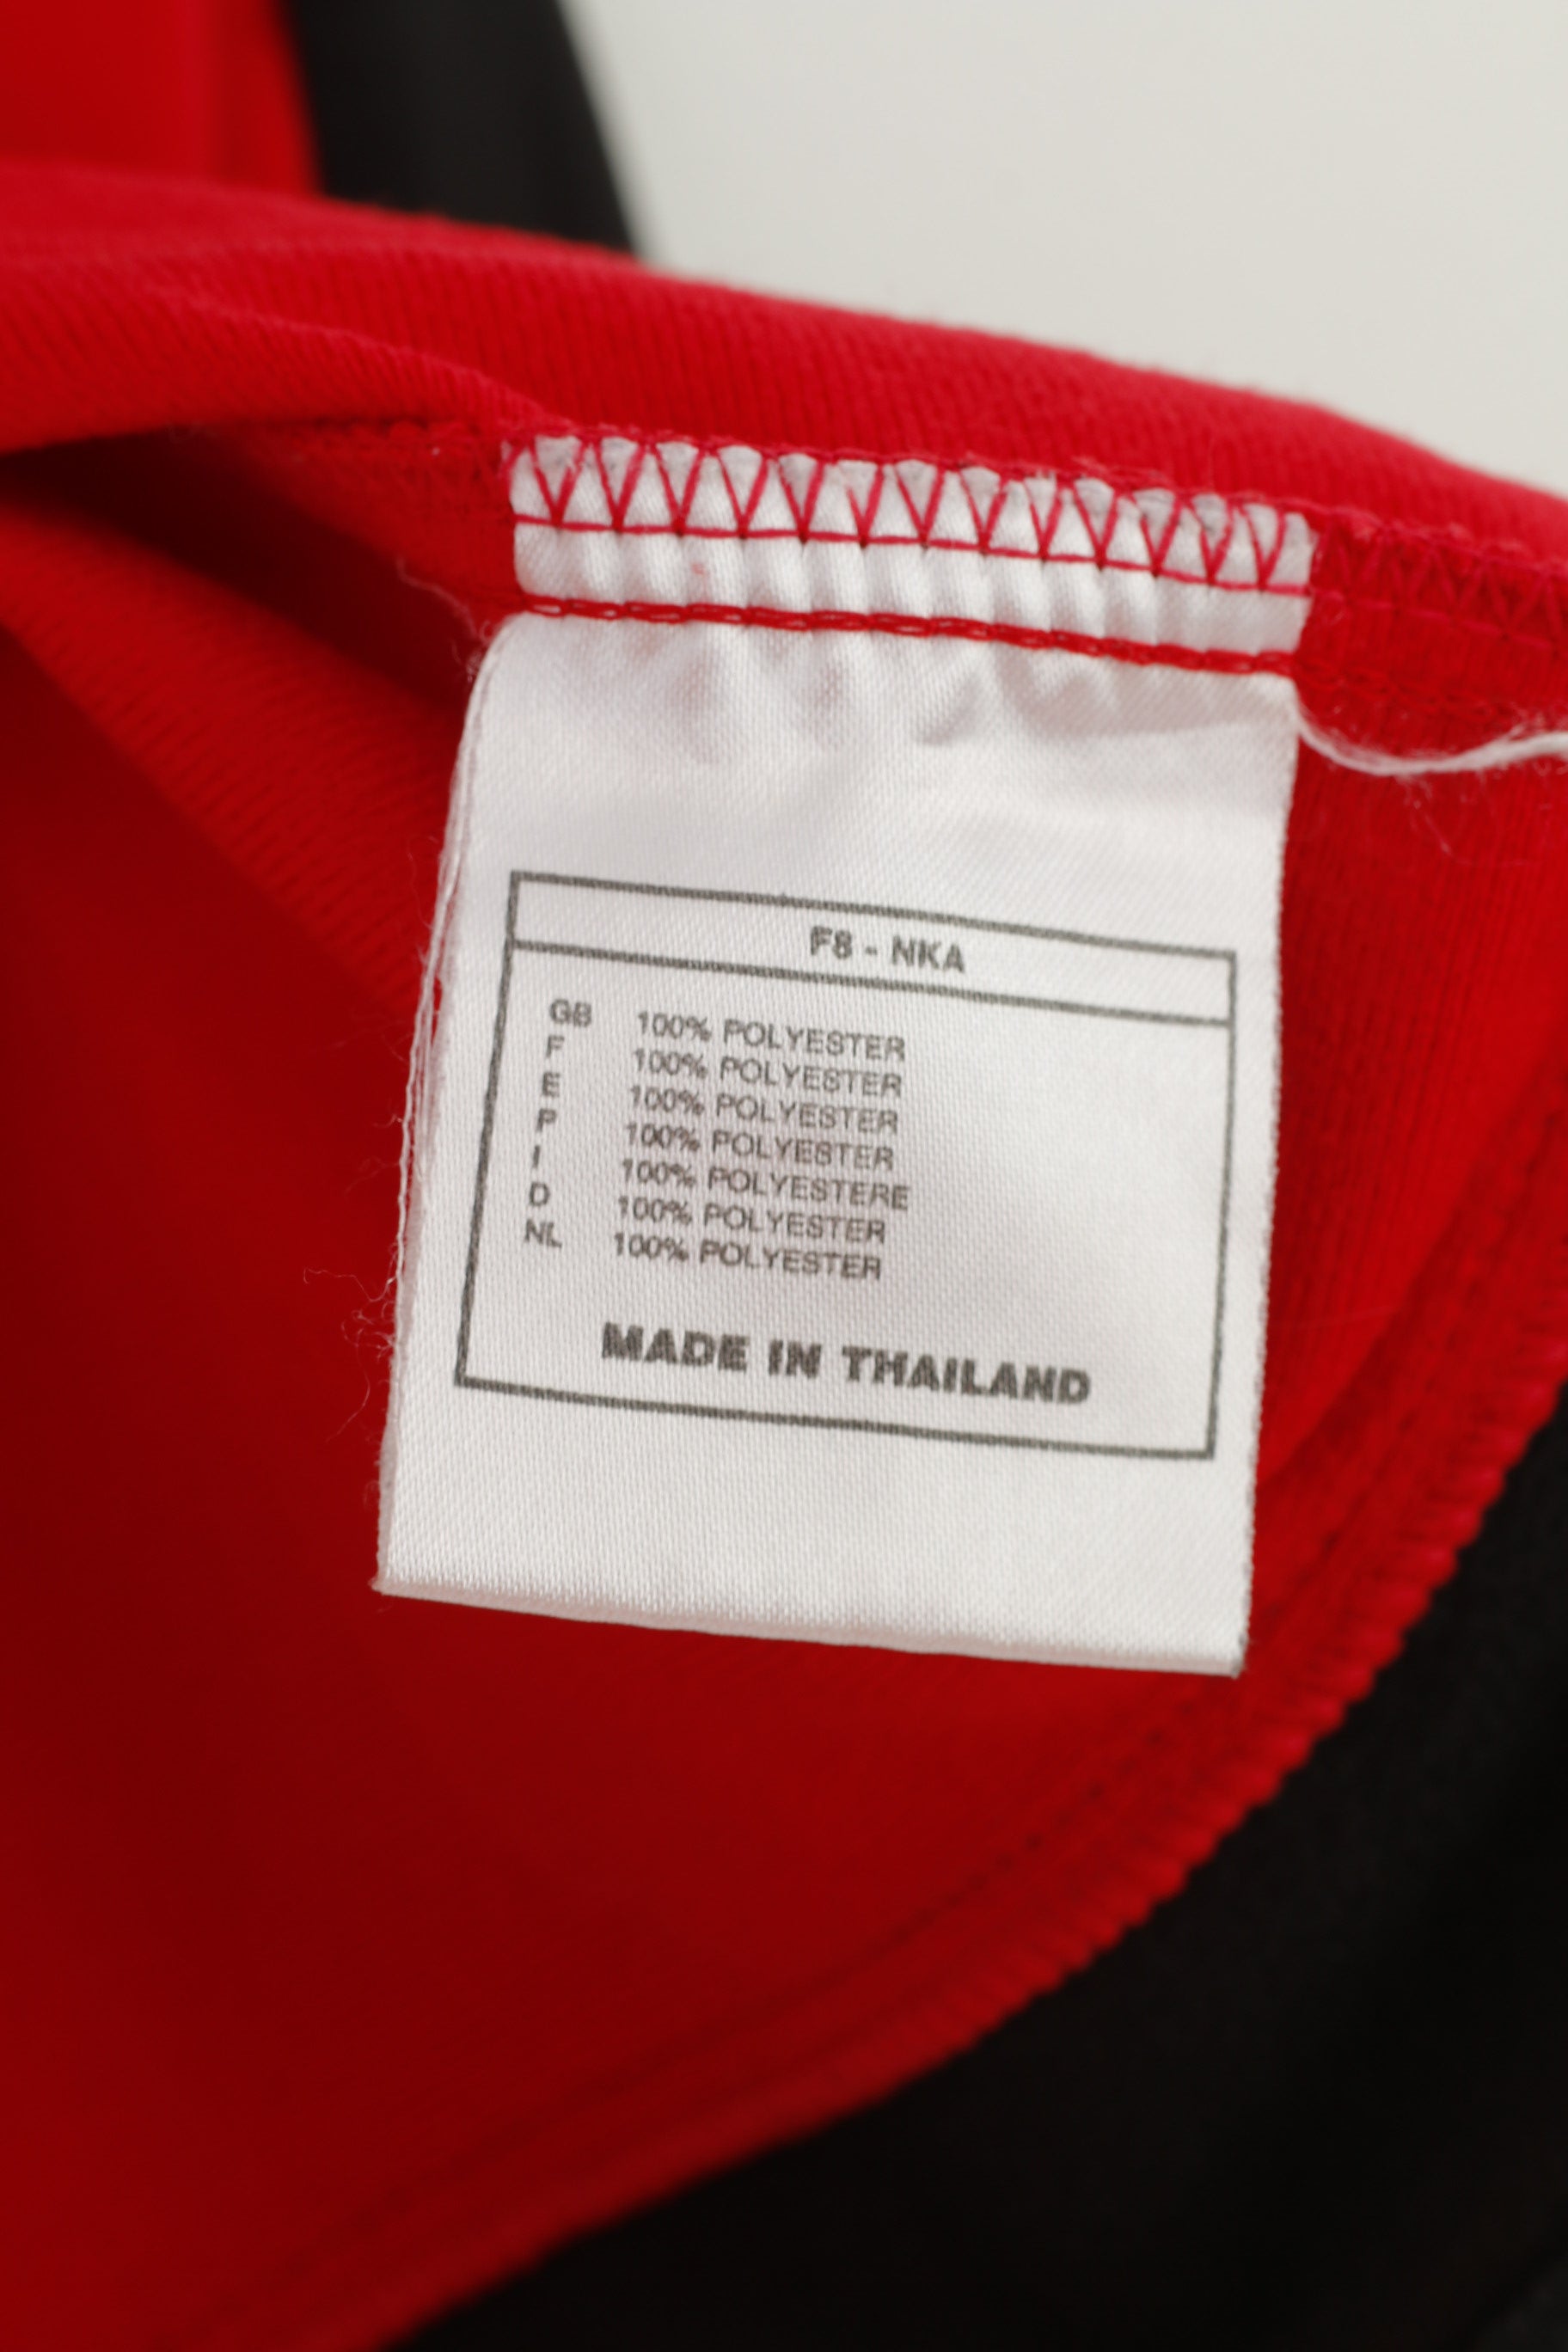 F8 - NKA
GB 100% POLYESTER
F 100% POLYESTER
E 100% POLYESTER
P 100% POLYESTER
I 100% POLYESTERE
D 100% POLYESTER
NL 100% POLYESTER
MADE IN THAILAND